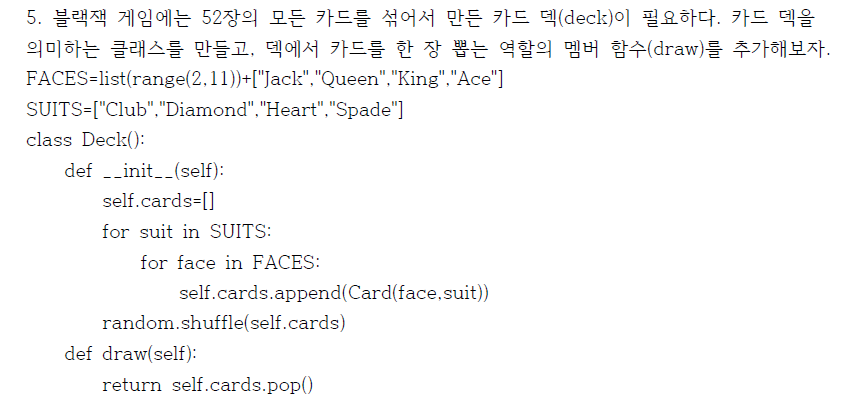 5. 블랙잭 게임에는 52장의 모든 카드를 섞어서 만든 카드 덱(deck)이 필요하다. 카드 덱을
의미하는 클래스를 만들고, 덱에서 카드를 한 장 뽑는 역할의 멤버 함수(draw)를 추가해보자.
FACES=list(range(2,11))+["Jack","Queen","King","Ace"]
SUITS=["Club","Diamond","Heart","Spade"]
class Deck():
    def __init__(self):
        self.cards=[]
        for suit in SUITS:
            for face in FACES:
                self.cards.append(Card(face,suit))
        random.shuffle(self.cards)
    def draw(self):
        return self.cards.pop()